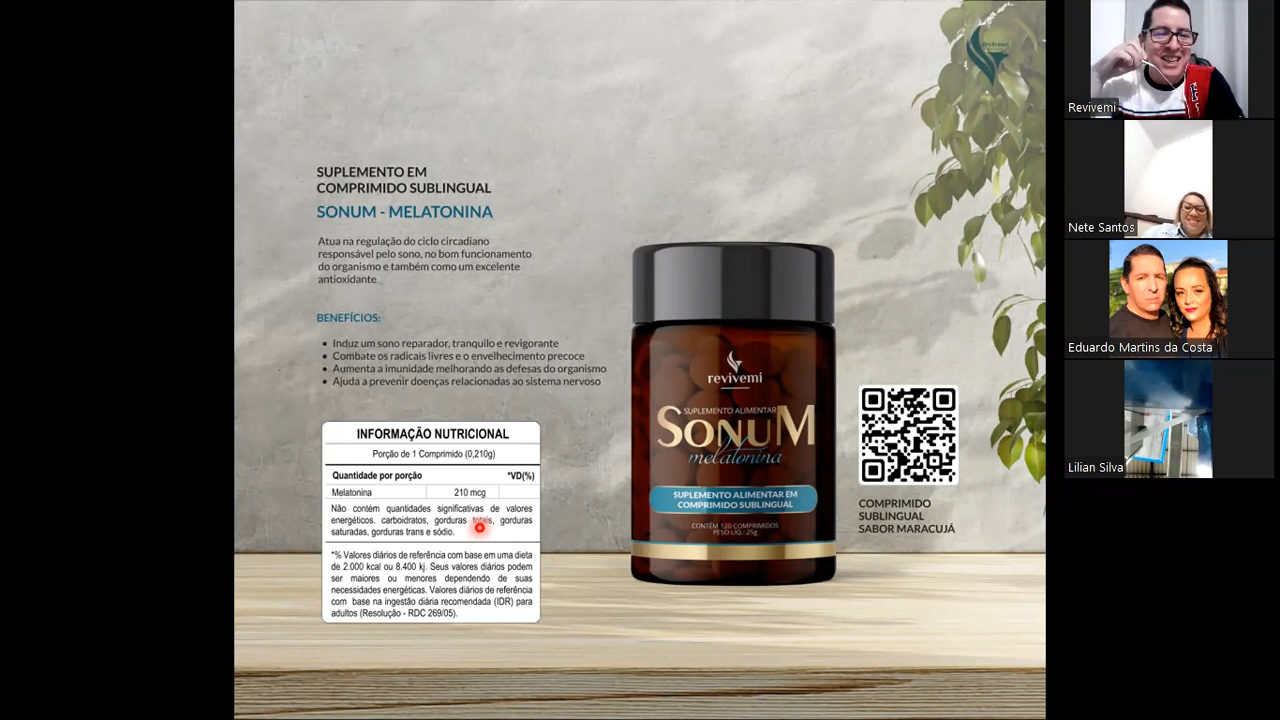 SUPLEMENTO EM
COMPRIMIDO SUBLINGUAL
SONUM - MELATONINA
Atua na regulação do ciclo circadiano
responsável pelo sono, no bom funcionamento
do organismo e também como um excelente
antioxidante
BENEFÍCIOS:
• Induz um sono reparador, tranquilo e revigorante
• Combate os radicais livres e o envelhecimento precoce
• Aumenta a imunidade melhorando as defesas do organismo
• Ajuda a prevenir doenças relacionadas ao sistema nervoso
INFORMAÇÃO NUTRICIONAL
Porção de 1 Comprimido (0,210g)
Quantidade por porção *VD(%)
Melatonina 210 mcg
Não contém quantidades significativas de valores
energéticos. carboidratos, gorduras totais, gorduras
saturadas, gorduras trans e sódio.
*% Valores diários de referência com base em uma dieta
de 2.000 kcal ou 8.400 kj. Seus valores diários podem
ser maiores ou menores dependendo de suas
necessidades energéticas. Valores diários de referência
com base na ingestão diária recomendada (IDR) para
adultos (Resolução - RDC 269/05).
revivemi
SUPLEMENTO ALIMENTAR
SONUM
melatonina
SUPLEMENTO ALIMENTAR EM
COMPRIMIDO SUBLINGUAL
CONTÉM 120 COMPRIMIDOS
PESO LÍQ.: 25g
COMPRIMIDO
SUBLINGUAL
SABOR MARACUJÁ
revivemi
Revivemi
Nete Santos
Eduardo Martins da Costa
Lilian Silva